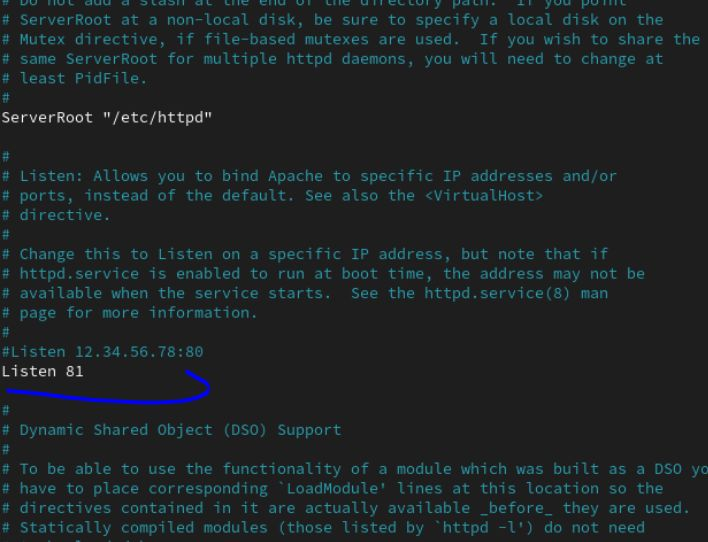 # Do not add a slash at the end of the directory path.  If you point
# ServerRoot at a non-local disk, be sure to specify a local disk on the
# Mutex directive, if file-based mutexes are used.  If you wish to share the
# same ServerRoot for multiple httpd daemons, you will need to change at
# least PidFile.
#
ServerRoot "/etc/httpd"
#
# Listen: Allows you to bind Apache to specific IP addresses and/or
# ports, instead of the default. See also the <VirtualHost>
# directive.
#
# Change this to Listen on a specific IP address, but note that if
# httpd.service is enabled to run at boot time, the address may not be
# available when the service starts.  See the httpd.service(8) man
# page for more information.
#
#Listen 12.34.56.78:80
Listen 81
#
# Dynamic Shared Object (DSO) Support
#
# To be able to use the functionality of a module which was built as a DSO yo
# have to place corresponding `LoadModule' lines at this location so the
# directives contained in it are actually available _before_ they are used.
# Statically compiled modules (those listed by `httpd -l') do not need